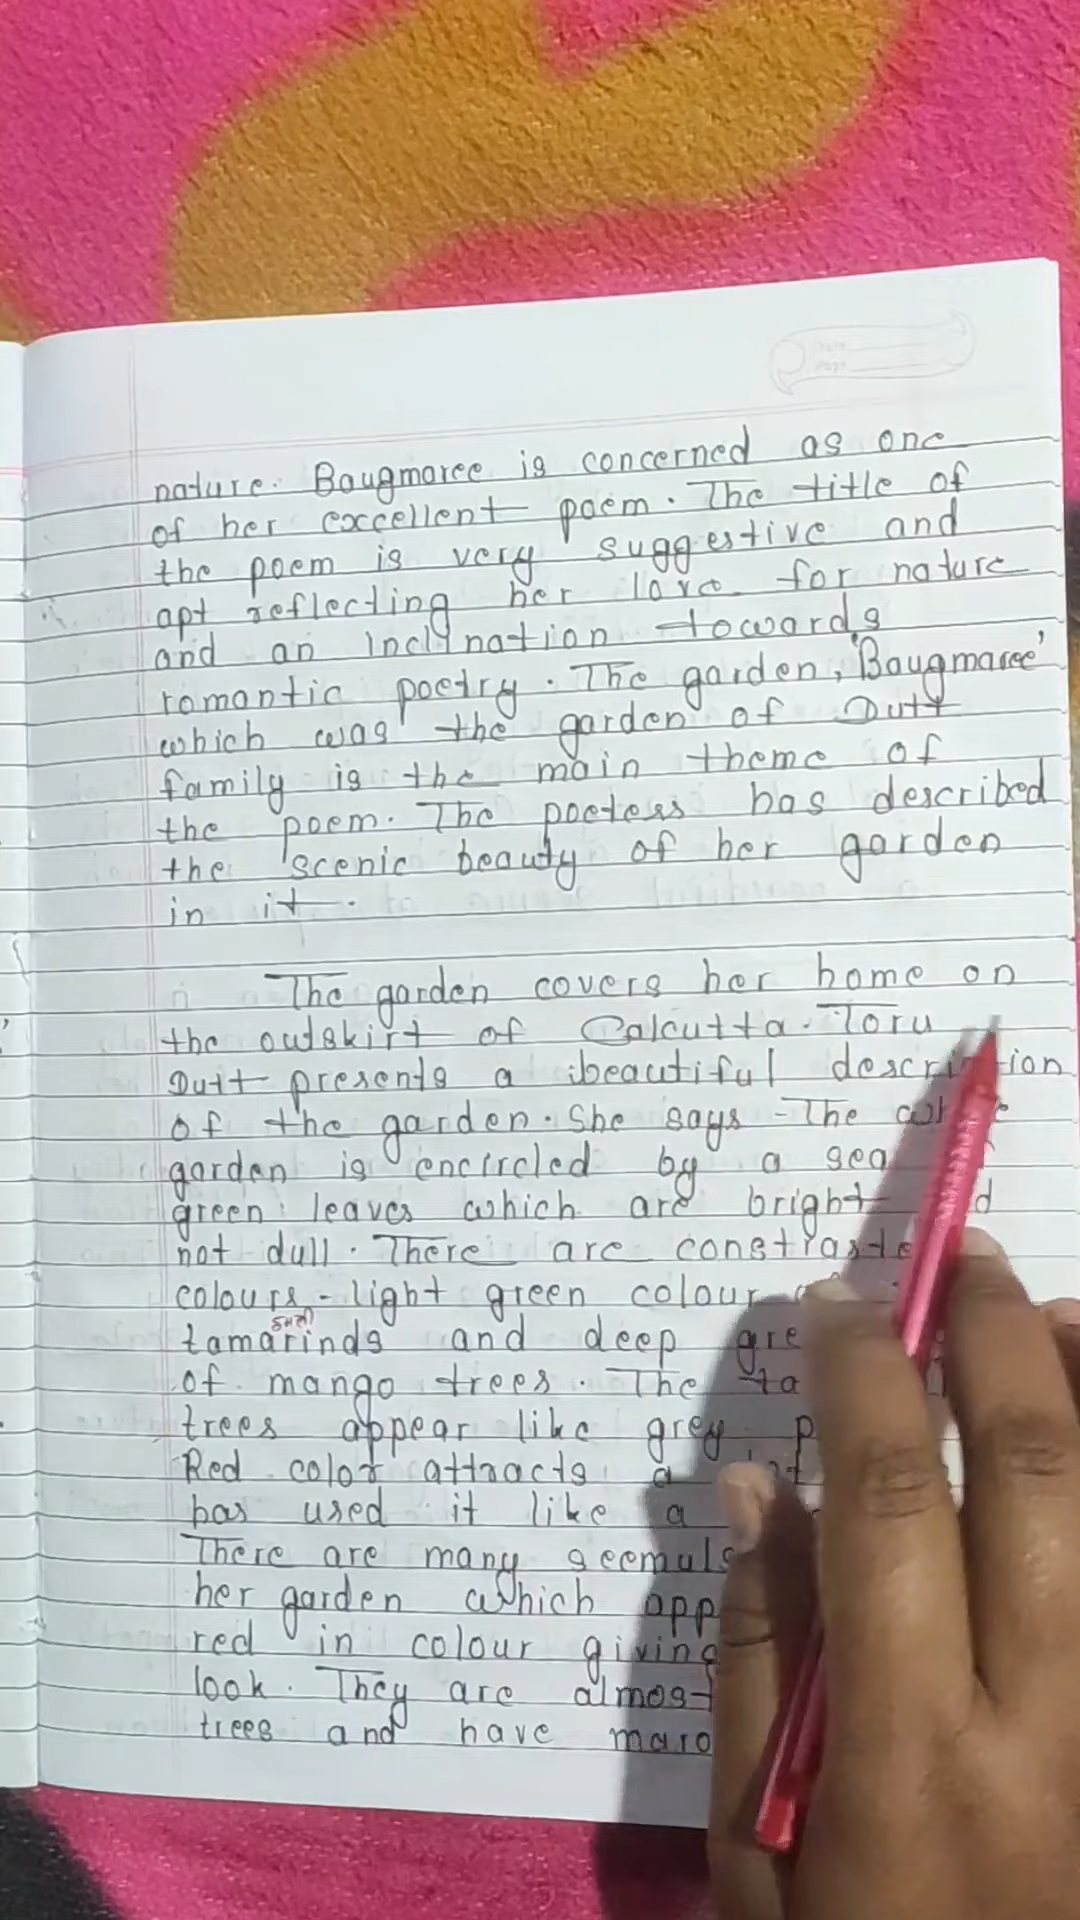 nature. Baugmaree is concerned as one
of her excellent poem. The title of
the poem is very suggestive and
apt reflecting her love for nature
and an inclination towards
romantic poetry. The garden, 'Baugmaree'
which was the garden of Dutt
family is the main theme of
the poem. The poetess has described
the scenic beauty of her garden
in it.
The garden covers her home on
the outskirt of Calcutta. Toru
Dutt presents a beautiful description
of the garden. She says - The
garden is encircled by a sea
green leaves which are bright
not dull. There are constraste
colours - light green colour
इमली
tamarinds and deep gre
of mango trees. The ta
trees appear like grey p
Red color attracts a lot
has used it like a
There are many seemuls
her garden which app
red in colour giving
look. They are almost
trees and have maro